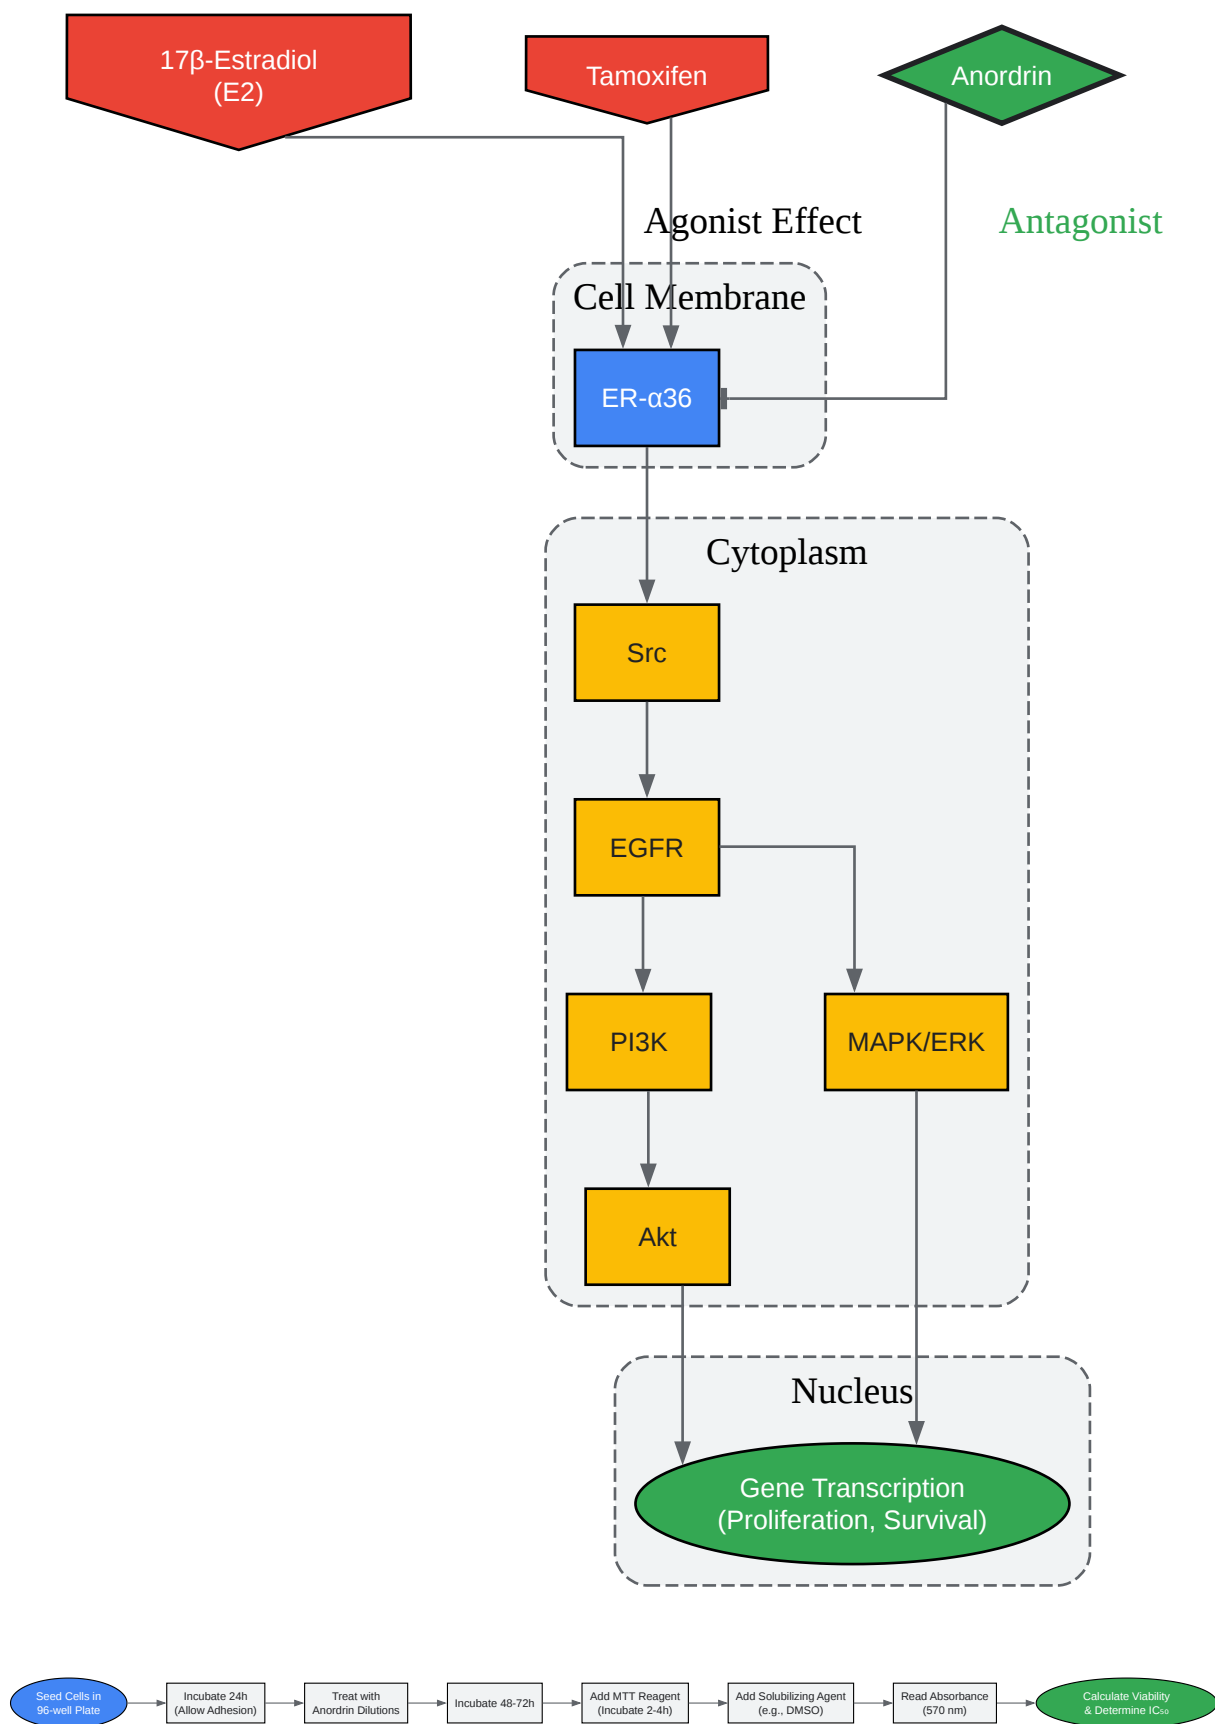 17β-Estradiol
(E2)
Tamoxifen
Anordrin
Agonist Effect
Antagonist
Cell Membrane
ER-α36
Cytoplasm
Src
EGFR
PI3K
MAPK/ERK
Akt
Nucleus
Gene Transcription
(Proliferation, Survival)
Seed Cells in
96-well Plate
Incubate 24h
(Allow Adhesion)
Treat with
Anordrin Dilutions
Incubate 48-72h
Add MTT Reagent
(Incubate 2-4h)
Add Solubilizing Agent
(e.g., DMSO)
Read Absorbance
(570 nm)
Calculate Viability
& Determine IC₅₀